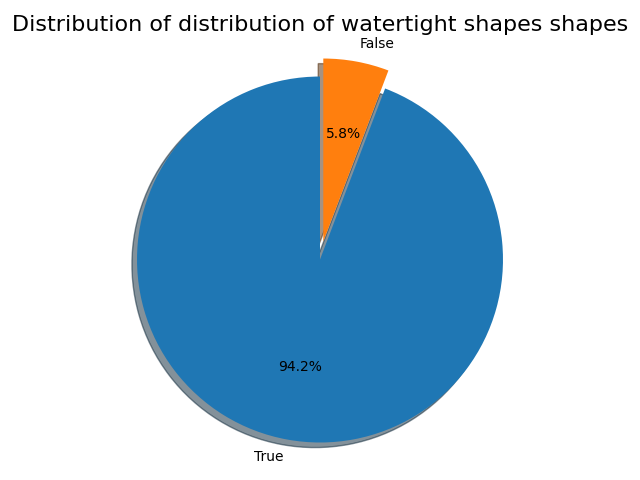 Distribution of distribution of watertight shapes shapes
False
5.8%
94.2%
True